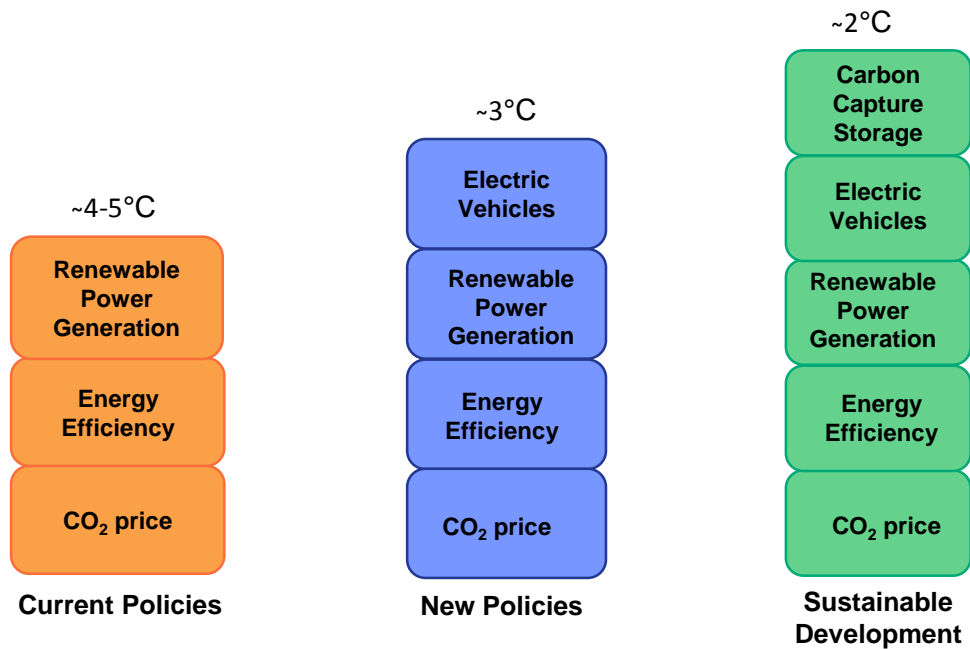 ~4-5°C
Renewable
Power
Generation
Energy
Efficiency
CO₂ price
Current Policies
~3°C
Electric
Vehicles
Renewable
Power
Generation
Energy
Efficiency
CO₂ price
New Policies
~2°C
Carbon
Capture
Storage
Electric
Vehicles
Renewable
Power
Generation
Energy
Efficiency
CO₂ price
Sustainable
Development